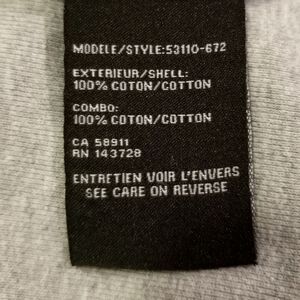 MODELE/STYLE:53110-672
EXTERIEUR/SHELL:
100% COTON/COTTON
COMBO:
100% COTON/COTTON
CA 58911
RN 143728
ENTRETIEN VOIR L'ENVERS
SEE CARE ON REVERSE